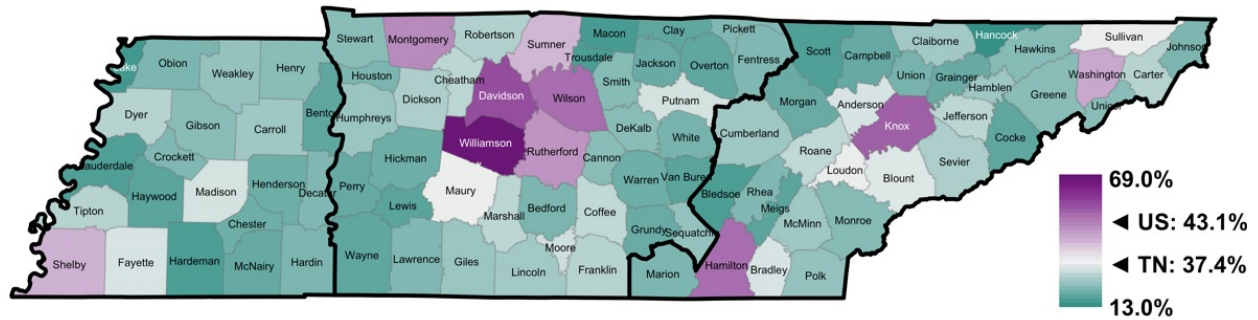 Stewart
Montgomery
Robertson
Sumner
Macon
Clay
Pickett
Trousdale
Smith
Jackson
Overton
Fentress
Scott
Campbell
Claiborne
Hancock
Hawkins
Sullivan
Johnson
Washington
Carter
Unicoi
Greene
Hamblen
Grainger
Union
Lake
Obion
Weakley
Henry
Benton
Houston
Humphreys
Dickson
Cheatham
Davidson
Wilson
Putnam
Morgan
Anderson
Knox
Jefferson
Cocke
Sevier
Dyer
Gibson
Carroll
Crockett
Lauderdale
Haywood
Madison
Henderson
Decatur
Perry
Hickman
Williamson
Rutherford
Cannon
DeKalb
White
Cumberland
Roane
Loudon
Blount
Tipton
Chester
Lewis
Maury
Marshall
Bedford
Coffee
Warren
Van Buren
Bledsoe
Rhea
Meigs
McMinn
Monroe
Shelby
Fayette
Hardeman
McNairy
Hardin
Wayne
Lawrence
Giles
Lincoln
Moore
Franklin
Grundy
Sequatchie
Marion
Hamilton
Bradley
Polk
69.0%
◄ US: 43.1%
◄ TN: 37.4%
13.0%